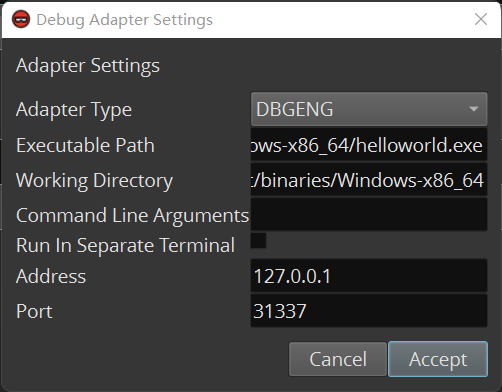 Debug Adapter Settings
Adapter Settings
Adapter Type DBGENG
Executable Path ows-x86_64/helloworld.exe
Working Directory t/binaries/Windows-x86_64
Command Line Arguments
Run In Separate Terminal
Address 127.0.0.1
Port 31337
Cancel Accept